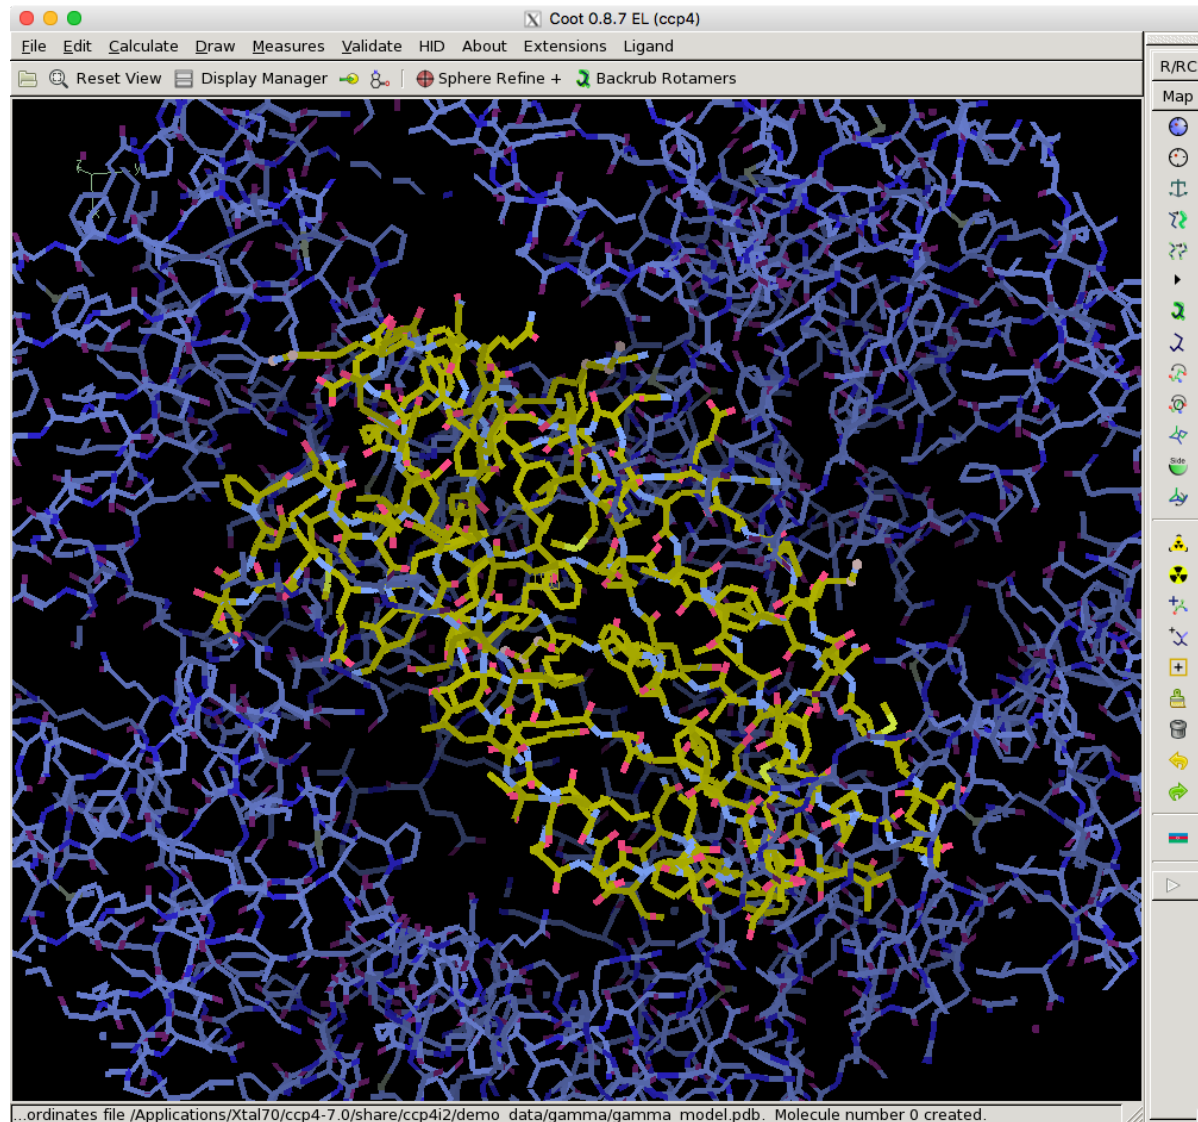 X Coot 0.8.7 EL (ccp4)
File Edit Calculate Draw Measures Validate HID About Extensions Ligand
Reset View Display Manager Sphere Refine + Backrub Rotamers
R/RC
Map
Side
...ordinates file /Applications/Xtal70/ccp4-7.0/share/ccp4i2/demo_data/gamma/gamma_model.pdb. Molecule number 0 created.